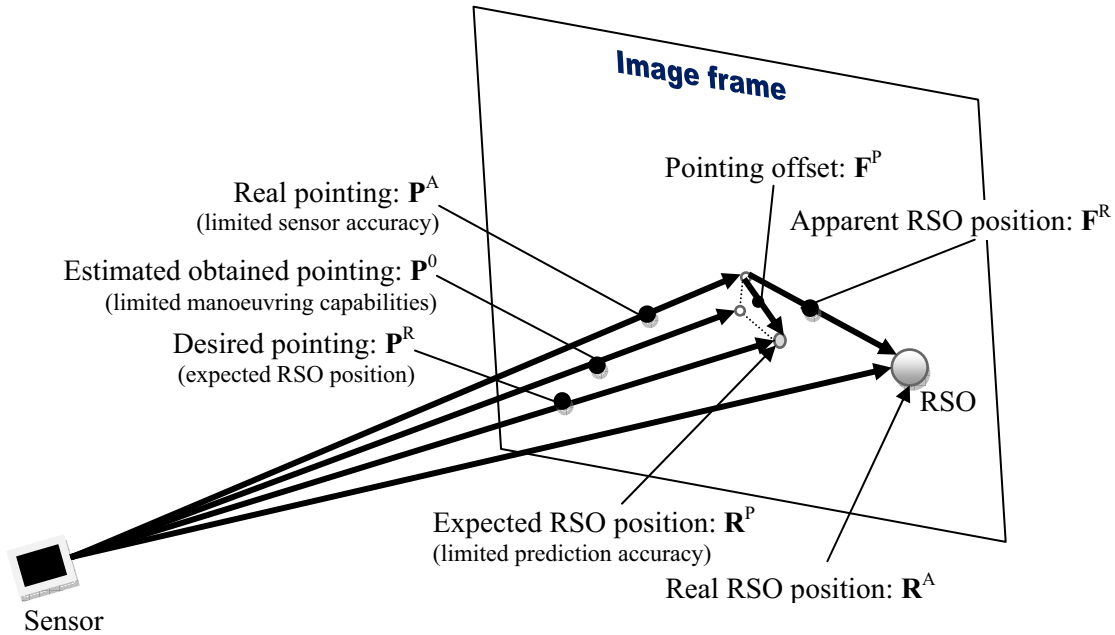 Image frame
Pointing offset: F^P
Real pointing: P^A
(limited sensor accuracy)
Apparent RSO position: F^R
Estimated obtained pointing: P^0
(limited manoeuvring capabilities)
Desired pointing: P^R
(expected RSO position)
RSO
Expected RSO position: R^P
(limited prediction accuracy)
Real RSO position: R^A
Sensor